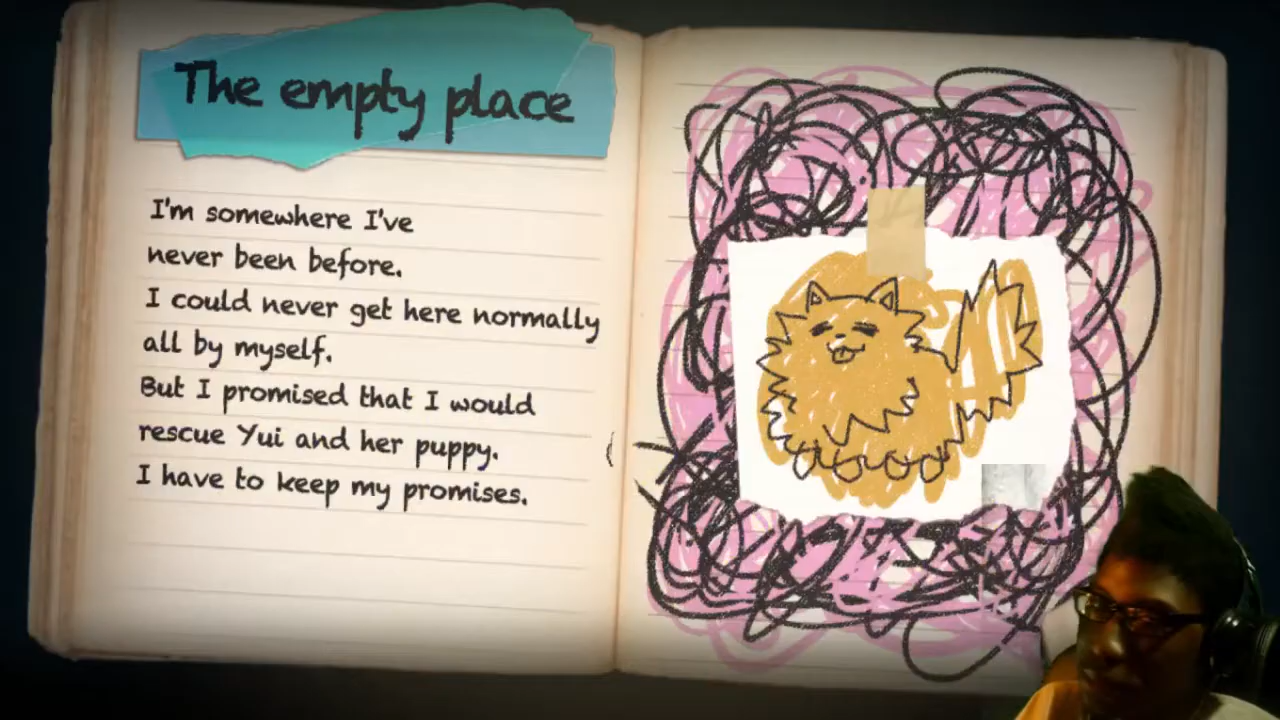 The empty place
I'm somewhere I've
never been before.
I could never get here normally
all by myself.
But I promised that I would
rescue Yui and her puppy.
I have to keep my promises.